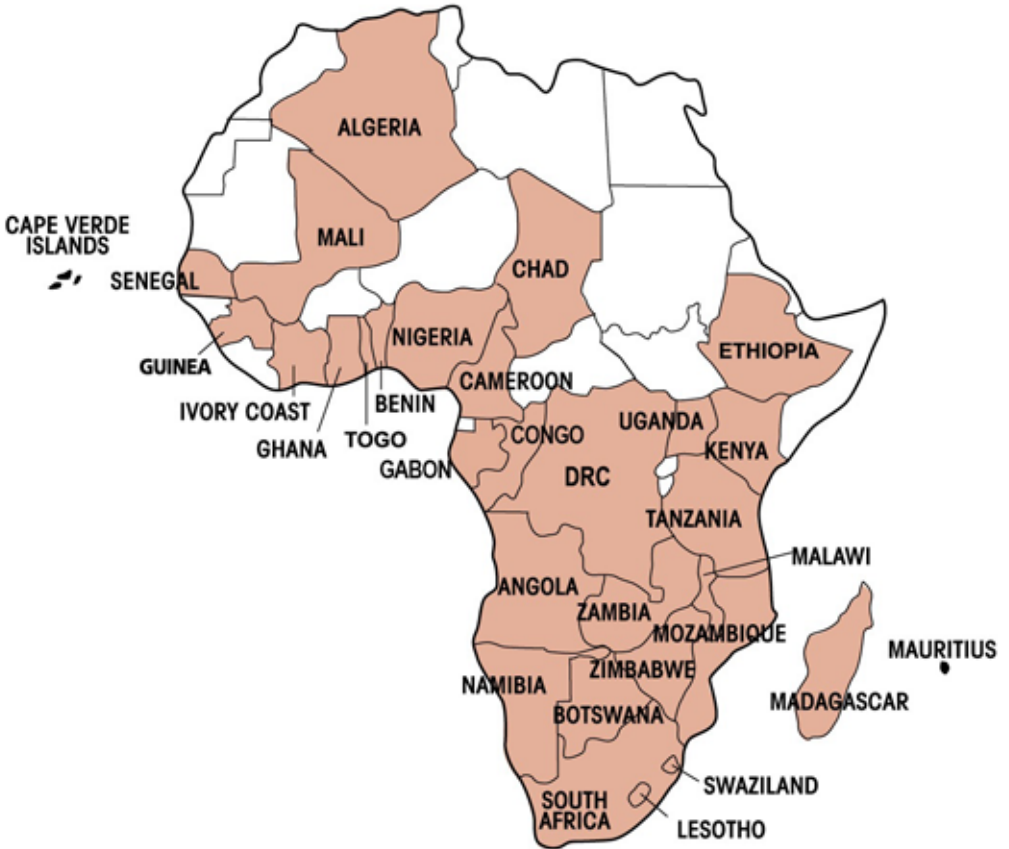 ALGERIA
CAPE VERDE
ISLANDS
MALI
SENEGAL
CHAD
NIGERIA
ETHIOPIA
GUINEA
CAMEROON
IVORY COAST
BENIN
GHANA
TOGO
UGANDA
CONGO
KENYA
GABON
DRC
TANZANIA
MALAWI
ANGOLA
ZAMBIA
MOZAMBIQUE
MAURITIUS
ZIMBABWE
NAMIBIA
MADAGASCAR
BOTSWANA
SWAZILAND
SOUTH
AFRICA
LESOTHO